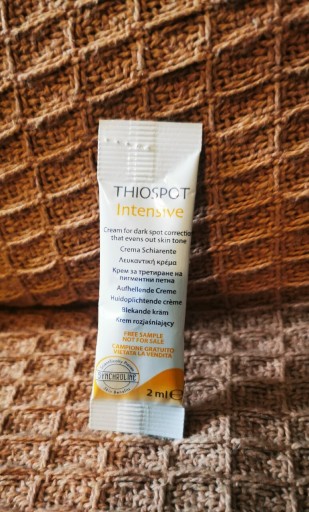 THIOSPOT
Intensive
Cream for dark spot correction
that evens out skin tone
Crema Schiarente
Λευκαντική κρέμα
Крем за третиране на
пигментни петна
Aufhellende Creme
Huidoplichtende crème
Blekande kräm
Krem rozjaśniający
FREE SAMPLE
NOT FOR SALE
CAMPIONE GRATUITO
VIETATA LA VENDITA
SYNCHROLINE
2 ml e